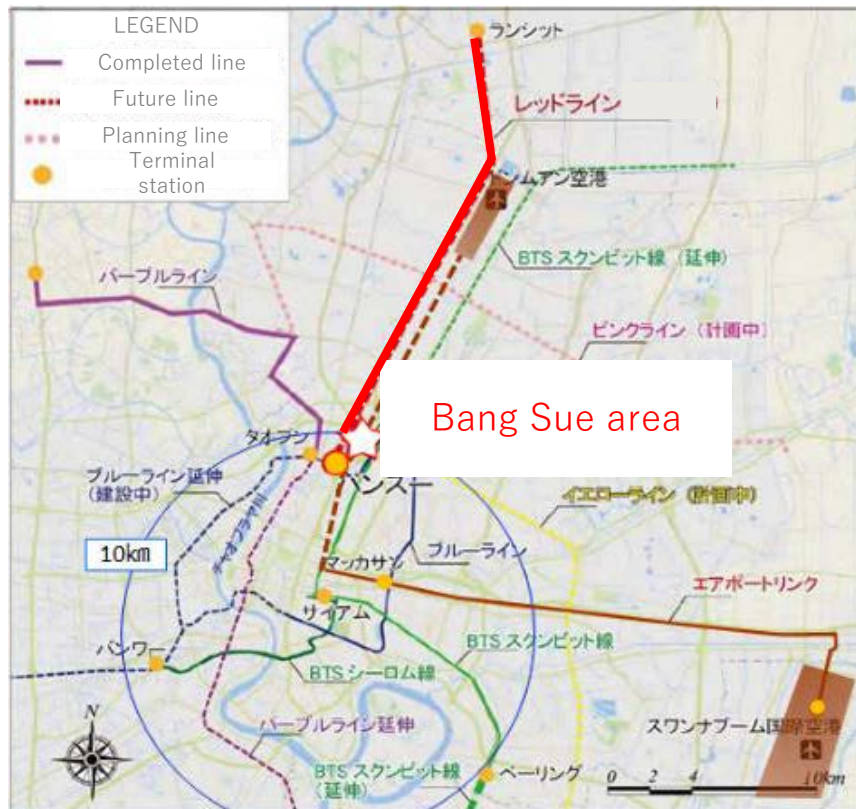 LEGEND
Completed line
Future line
Planning line
Terminal
station
ランシット
レッドライン
ドンムアン空港
BTS スクンビット線 (延伸)
パープルライン
ピンクライン (計画中)
Bang Sue area
タオプン
バンスー
ブルーライン延伸
(建設中)
チャオプラヤ川
イエローライン (計画中)
10km
ブルーライン
マッカサン
エアポートリンク
サイアム
BTS スクンビット線
バンワー
BTS シーロム線
パープルライン延伸
スワンナプーム国際空港
N
BTS スクンビット線
(延伸)
ベーリング
0 2 4 10km